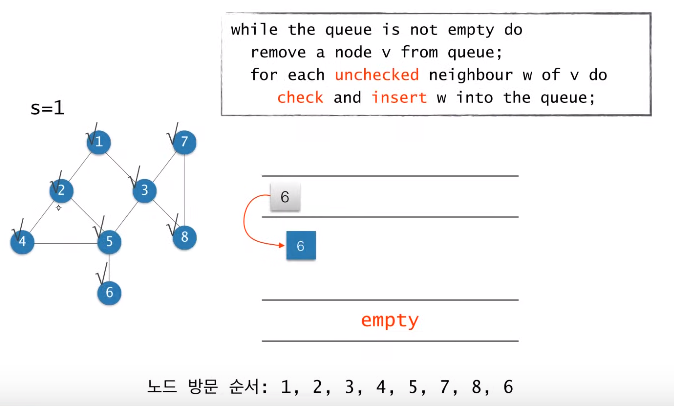 while the queue is not empty do
remove a node v from queue;
for each unchecked neighbour w of v do
check and insert w into the queue;
s=1
1
7
2
3
4
5
8
6
6
6
empty
노드 방문 순서: 1, 2, 3, 4, 5, 7, 8, 6